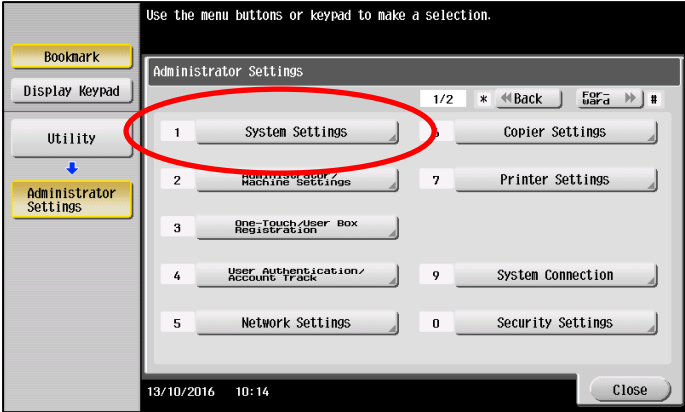 Use the menu buttons or keypad to make a selection.
Bookmark
Display Keypad
Utility
Administrator
Settings
Administrator Settings
1/2 * Back For-
ward #
1 System Settings
Copier Settings
2 Administrator/
Machine Settings
7 Printer Settings
3 One-Touch/User Box
Registration
4 User Authentication/
Account Track
9 System Connection
5 Network Settings
0 Security Settings
13/10/2016 10:14
Close